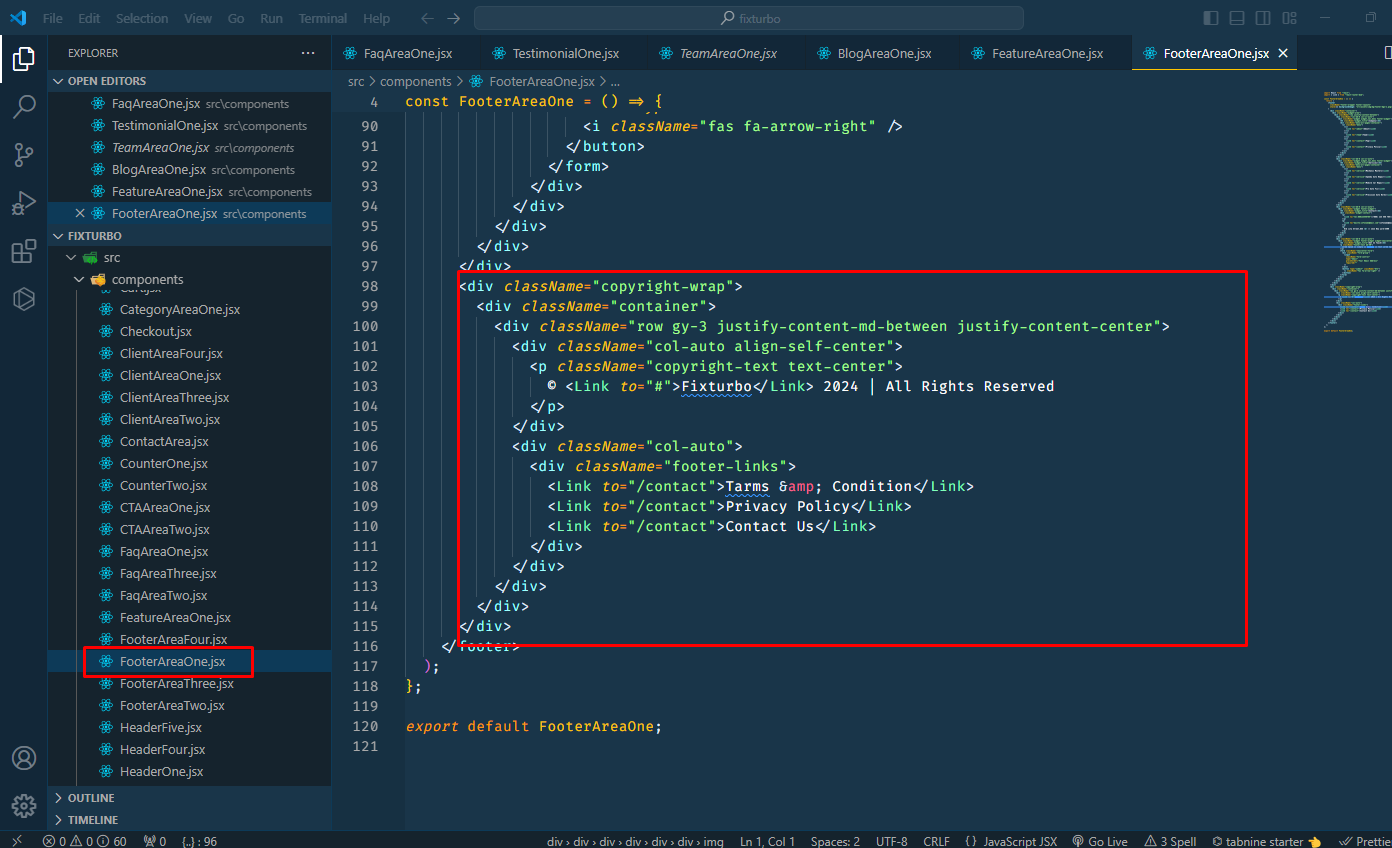 File Edit Selection View Go Run Terminal Help
fixturbo
EXPLORER
FaqAreaOne.jsx TestimonialOne.jsx TeamAreaOne.jsx BlogAreaOne.jsx FeatureAreaOne.jsx FooterAreaOne.jsx
OPEN EDITORS
FaqAreaOne.jsx src\components
TestimonialOne.jsx src\components
TeamAreaOne.jsx src\components
BlogAreaOne.jsx src\components
FeatureAreaOne.jsx src\components
FooterAreaOne.jsx src\components
FIXTURBO
src
components
CategoryAreaOne.jsx
Checkout.jsx
ClientAreaFour.jsx
ClientAreaOne.jsx
ClientAreaThree.jsx
ClientAreaTwo.jsx
ContactArea.jsx
CounterOne.jsx
CounterTwo.jsx
CTAAreaOne.jsx
CTAAreaTwo.jsx
FaqAreaOne.jsx
FaqAreaThree.jsx
FaqAreaTwo.jsx
FeatureAreaOne.jsx
FooterAreaFour.jsx
FooterAreaOne.jsx
FooterAreaThree.jsx
FooterAreaTwo.jsx
HeaderFive.jsx
HeaderFour.jsx
HeaderOne.jsx
OUTLINE
TIMELINE
src > components > FooterAreaOne.jsx > ...
4 const FooterAreaOne = () => {
90 <i className="fas fa-arrow-right" />
91 </button>
92 </form>
93 </div>
94 </div>
95 </div>
96 </div>
97 </div>
98 <div className="copyright-wrap">
99 <div className="container">
100 <div className="row gy-3 justify-content-md-between justify-content-center">
101 <div className="col-auto align-self-center">
102 <p className="copyright-text text-center">
103 © <Link to="#">Fixturbo</Link> 2024 | All Rights Reserved
104 </p>
105 </div>
106 <div className="col-auto">
107 <div className="footer-links">
108 <Link to="/contact">Tarms &amp; Condition</Link>
109 <Link to="/contact">Privacy Policy</Link>
110 <Link to="/contact">Contact Us</Link>
111 </div>
112 </div>
113 </div>
114 </div>
115 </div>
116 </footer>
117 );
118 };
119
120 export default FooterAreaOne;
121
0 0 60 0 {..} : 96 div › div › div › div › div › div › img Ln 1, Col 1 Spaces: 2 UTF-8 CRLF {} JavaScript JSX Go Live 3 Spell tabnine starter